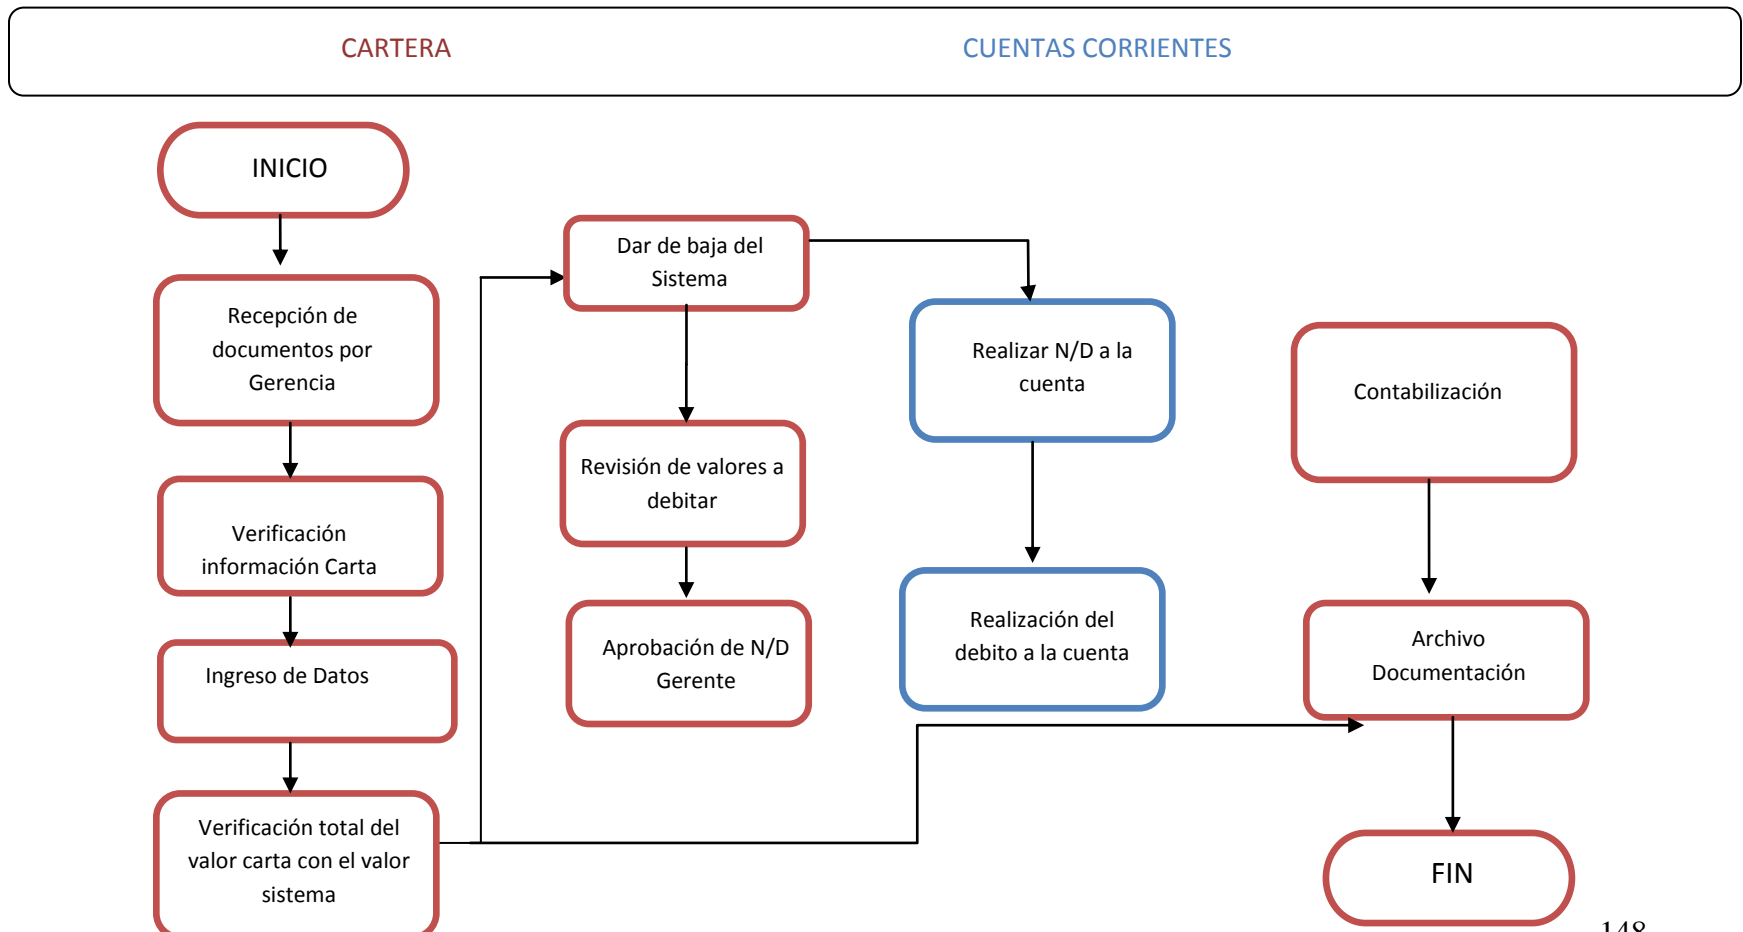 CARTERA
CUENTAS CORRIENTES
INICIO
Recepción de
documentos por
Gerencia
Verificación
información Carta
Ingreso de Datos
Verificación total del
valor carta con el valor
sistema
Dar de baja del
Sistema
Revisión de valores a
debitar
Aprobación de N/D
Gerente
Realizar N/D a la
cuenta
Realización del
debito a la cuenta
Contabilización
Archivo
Documentación
FIN
148